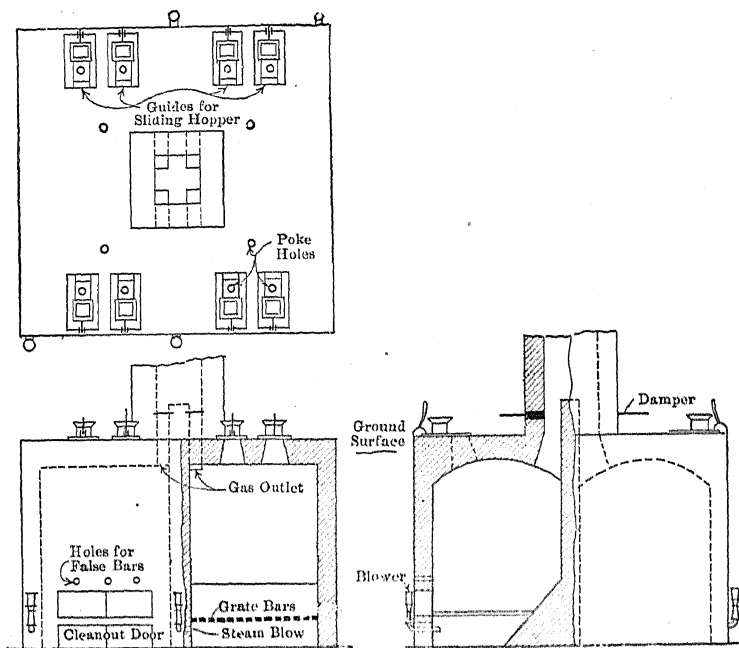 Guides for
Sliding Hopper
Poke
Holes
Damper
Ground
Surface
Gas Outlet
Holes for
False Bars
Blower
Grate Bars
Cleanout Door
Steam Blow